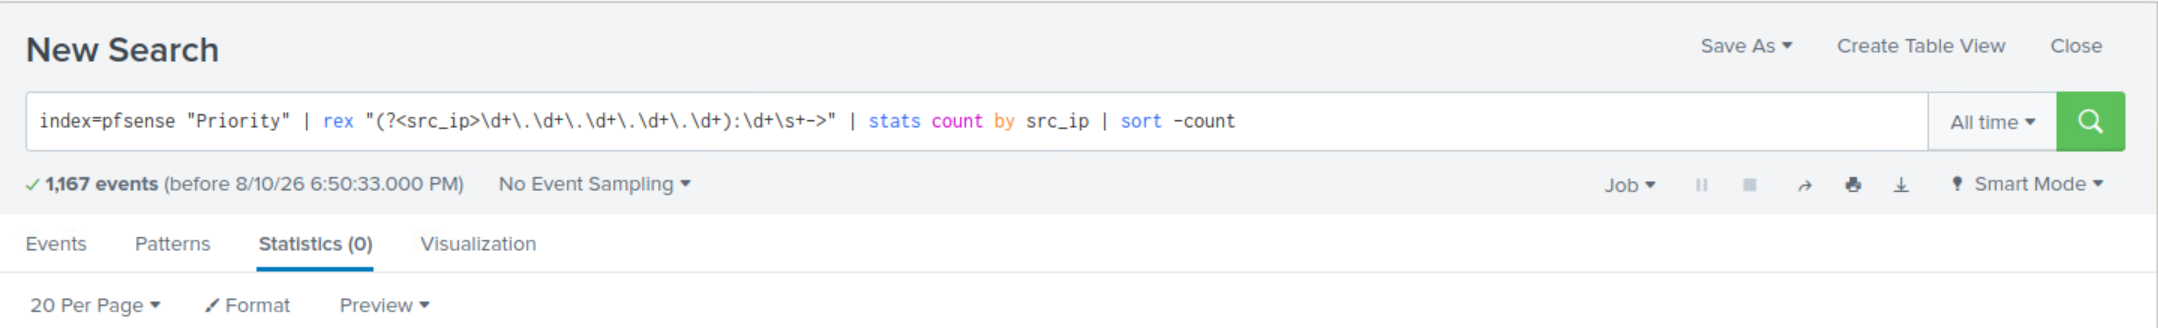 New Search
Save As Create Table View Close
index=pfsense "Priority" | rex "(?<src_ip>\d+\.\d+\.\d+\.\d+\.\d+):\d+\s+->" | stats count by src_ip | sort -count
All time
1,167 events (before 8/10/26 6:50:33.000 PM) No Event Sampling
Job Smart Mode
Events Patterns Statistics (0) Visualization
20 Per Page Format Preview